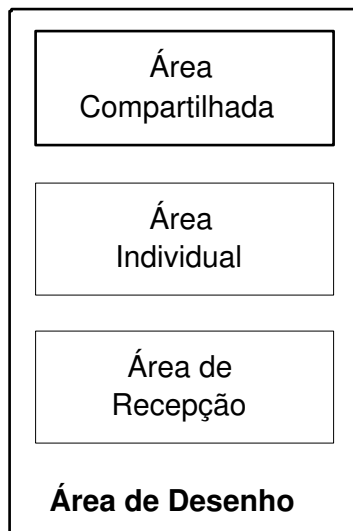 Área
Compartilhada
Área
Individual
Área de
Recepção
Área de Desenho